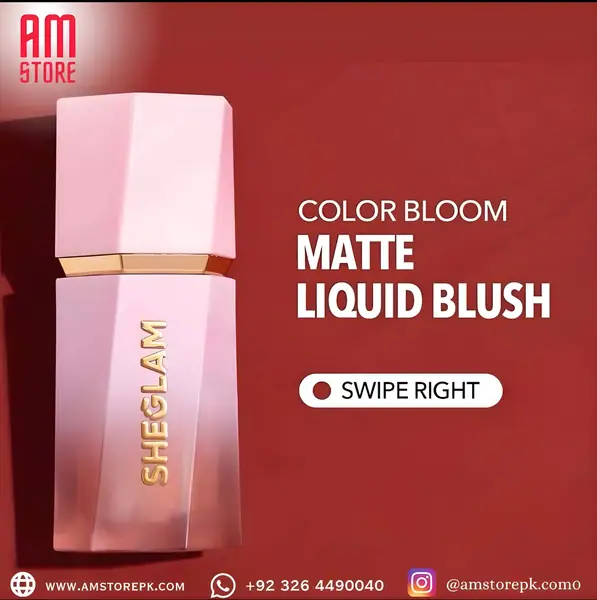 AM
STORE
COLOR BLOOM
MATTE
LIQUID BLUSH
SWIPE RIGHT
SHEGLAM
WWW.AMSTOREPK.COM
+92 326 4490040
@amstorepk.com0